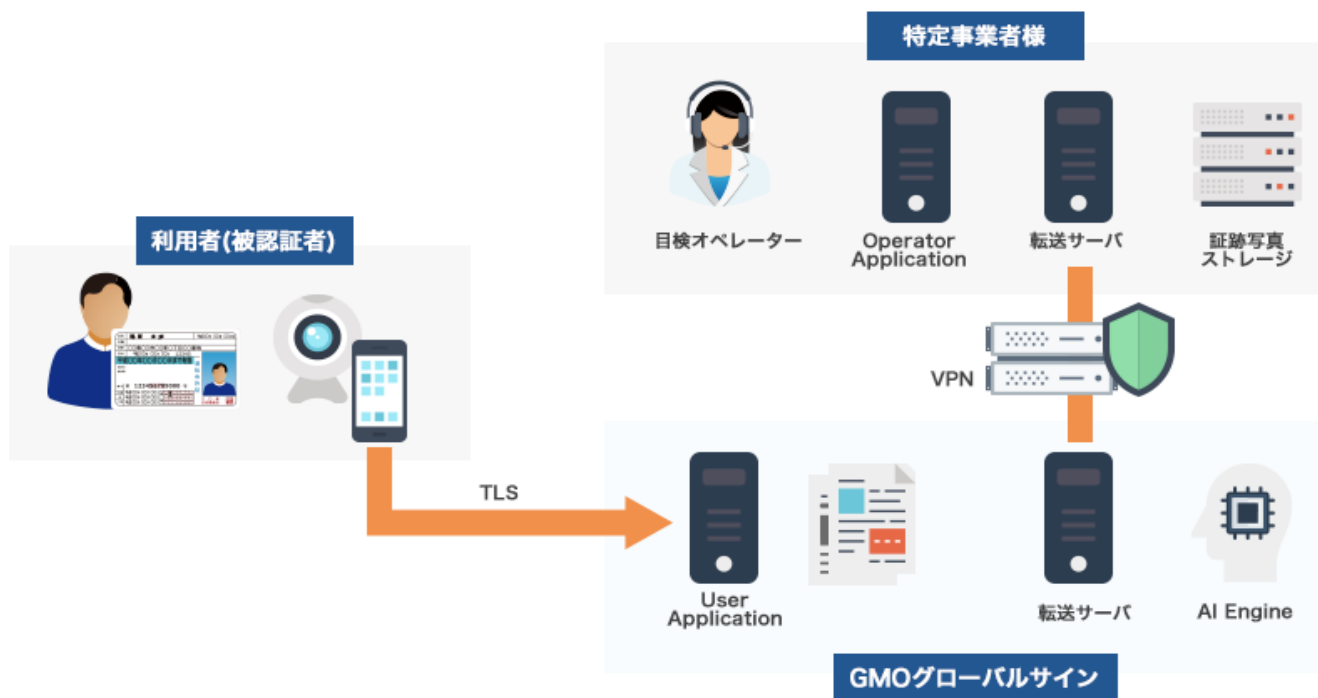 特定事業者様
目検オペレーター
Operator
Application
転送サーバ
証跡写真
ストレージ
利用者(被認証者)
VPN
TLS
User
Application
転送サーバ
AI Engine
GMOグローバルサイン